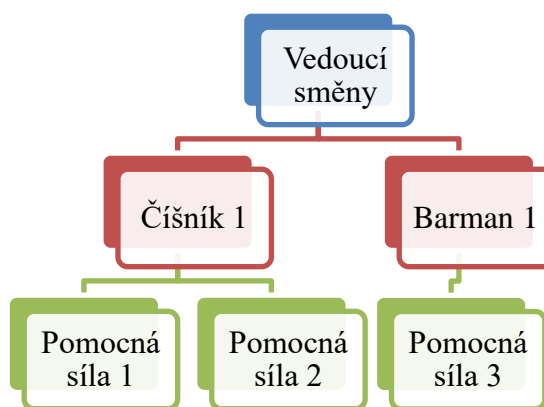 Vedoucí
směny
Číšník 1
Barman 1
Pomocná
síla 1
Pomocná
síla 2
Pomocná
síla 3